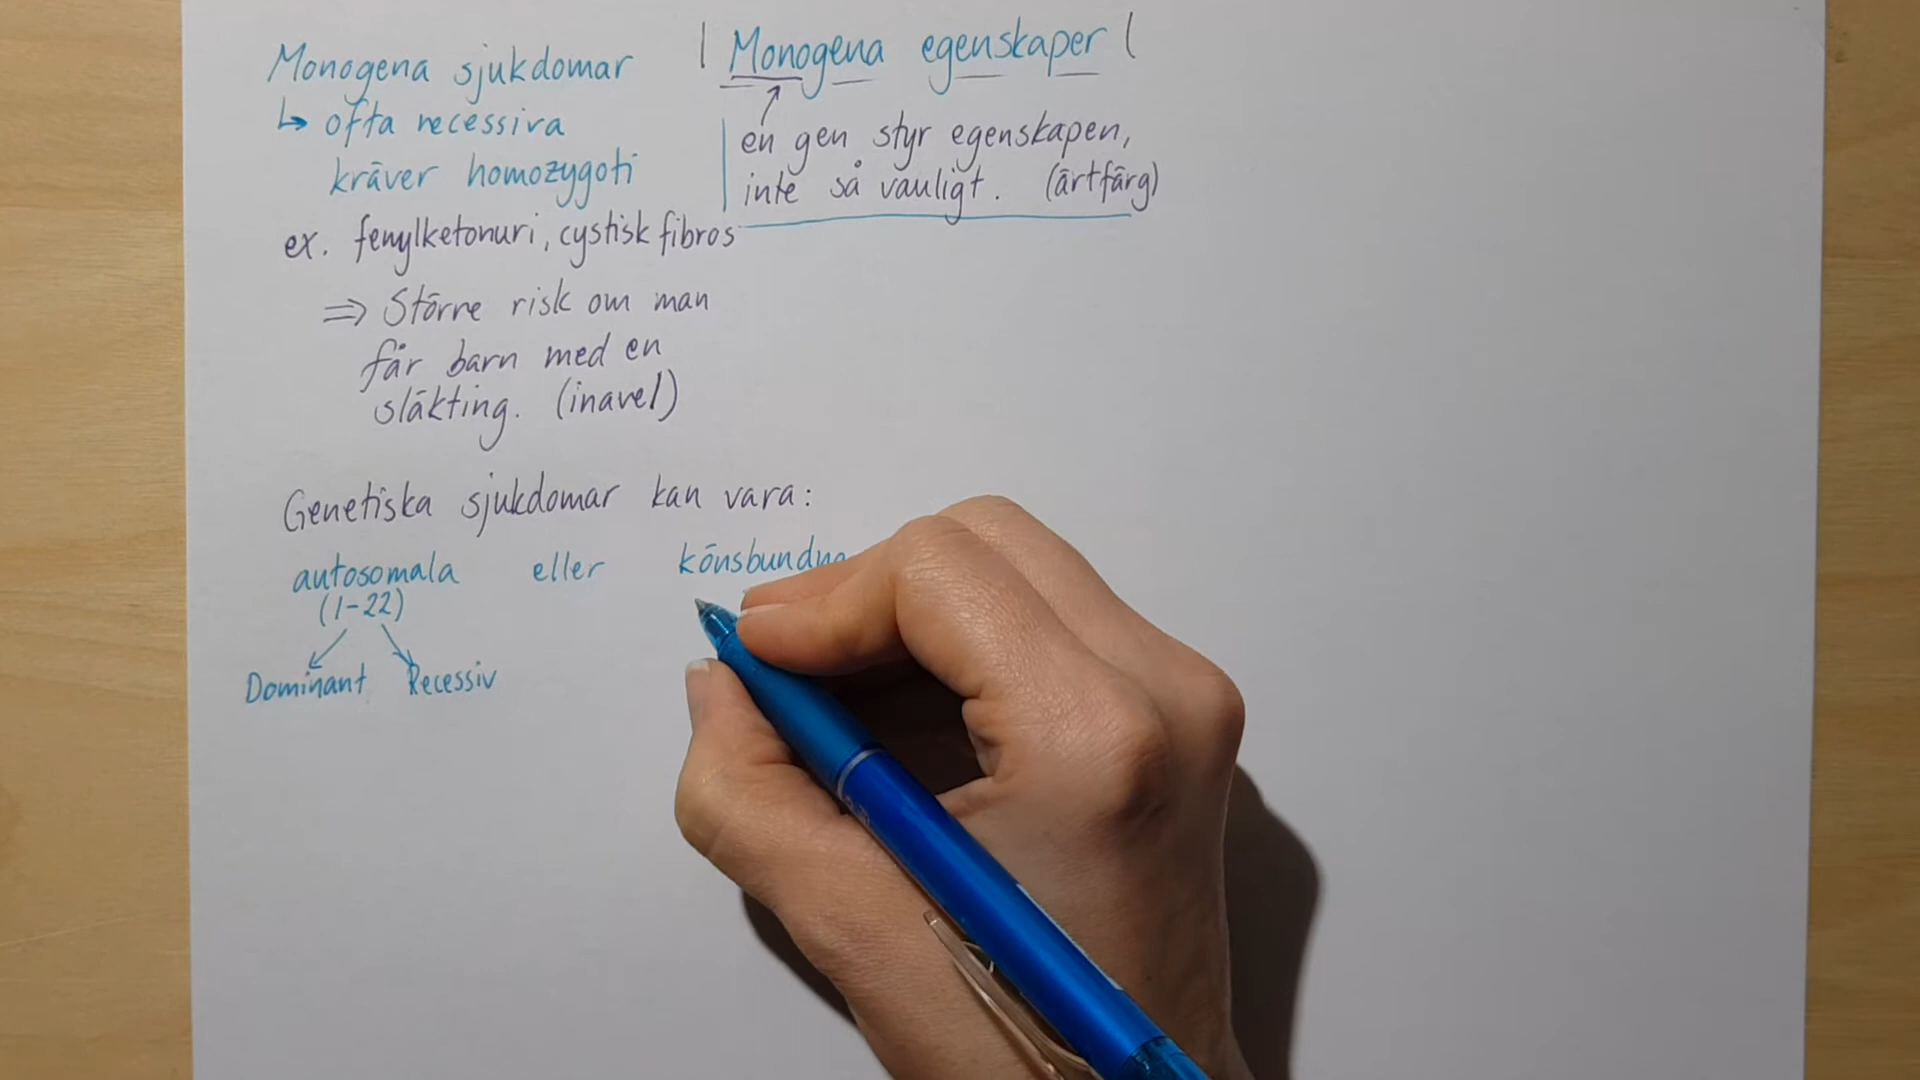 Monogena sjukdomar
↳ ofta recessiva
kräver homozygoti
ex. fenylketonuri, cystisk fibros
⇒ Större risk om man
får barn med en
släkting. (inavel)
| Monogena egenskaper |
en gen styr egenskapen,
inte så vanligt. (ärtfärg)
Genetiska sjukdomar kan vara:
autosomala eller könsbundna
(1-22)
Dominant Recessiv